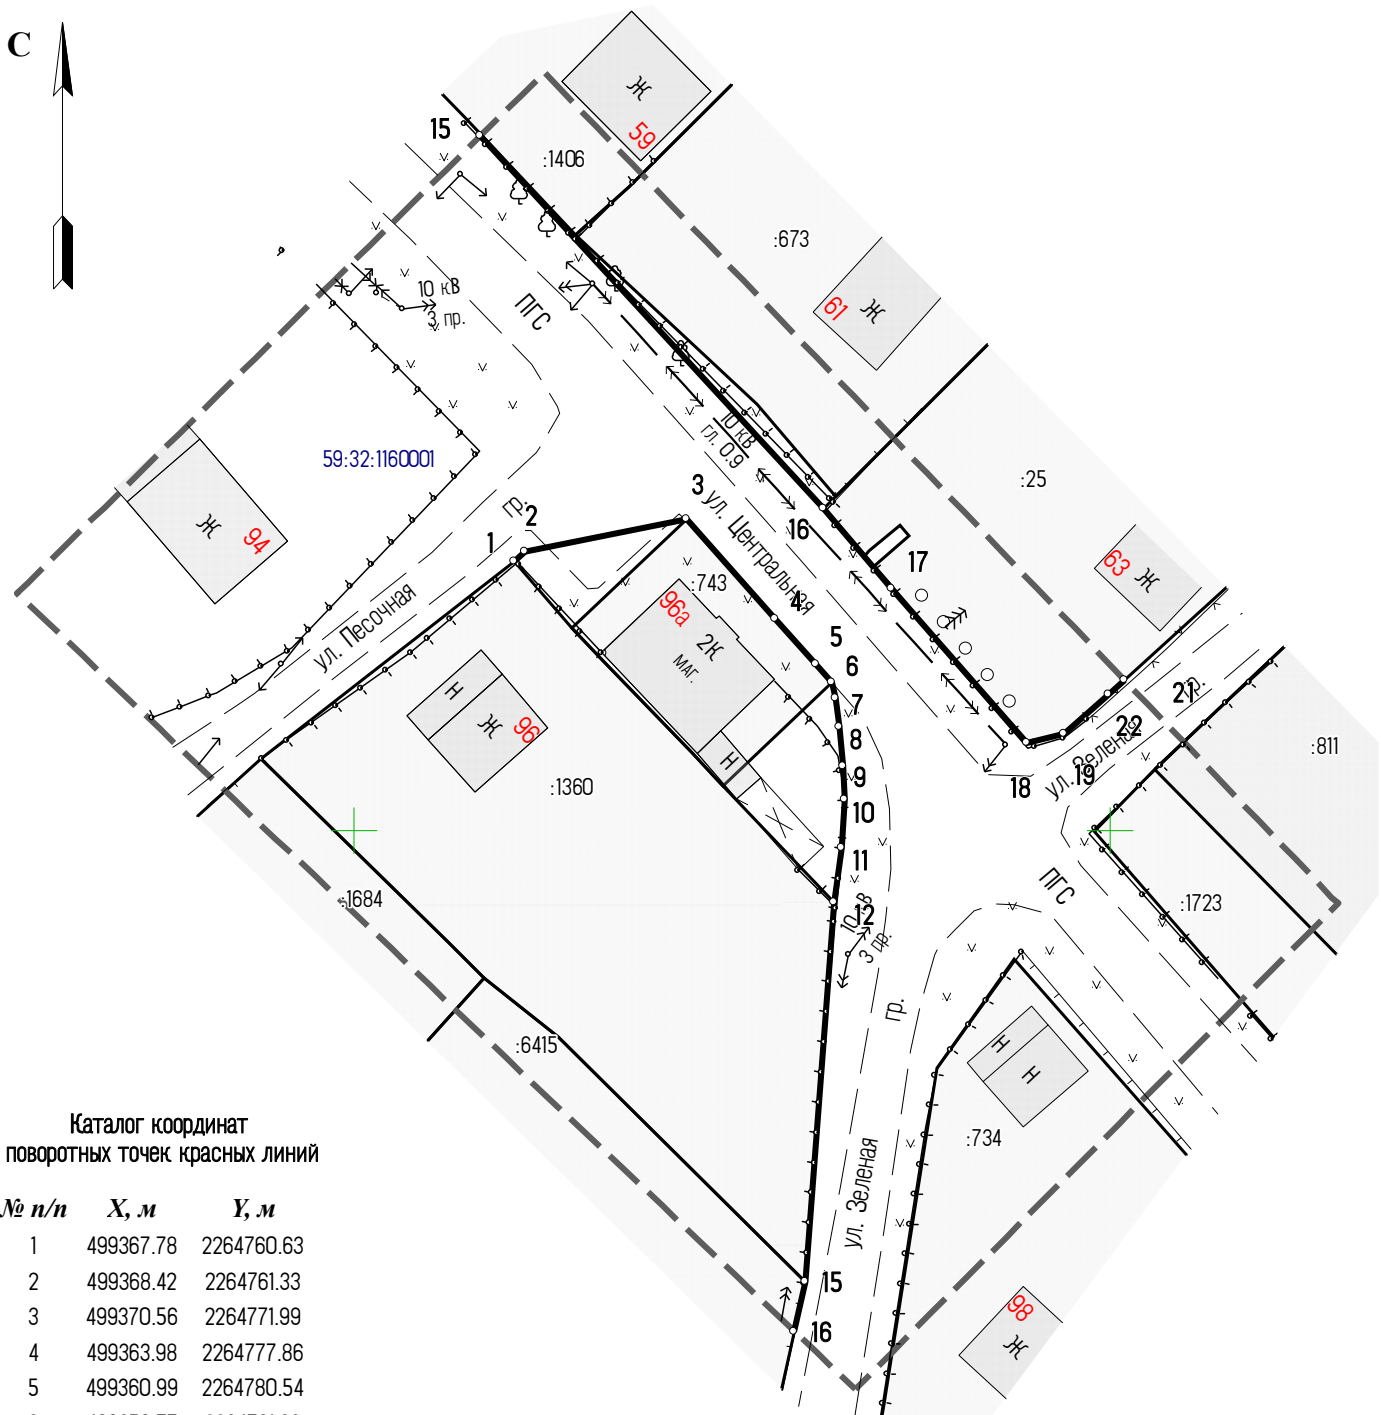 С
15
:1406
Ж
59
:673
61
Ж
10 кВ
3 пр.
ПГС
10 кВ
гл. 0.9
59:32:1160001
:25
Ж
94
гр.
2
1
3
ул. Центральная
16
17
63
Ж
ул. Песочная
:743
96а
2Ж
маг.
4
5
6
7
8
9
10
11
12
Н
Ж
96
:1360
Н
гр.
21
22
ул. Зеленая
19
18
:811
ПГС
:1684
:1723
3 пр.
гр.
:6415
Н
Н
:734
ул. Зеленая
15
16
98
Ж
Каталог координат
поворотных точек красных линий
№ п/п X, м Y, м
1 499367.78 2264760.63
2 499368.42 2264761.33
3 499370.56 2264771.99
4 499363.98 2264777.86
5 499360.99 2264780.54